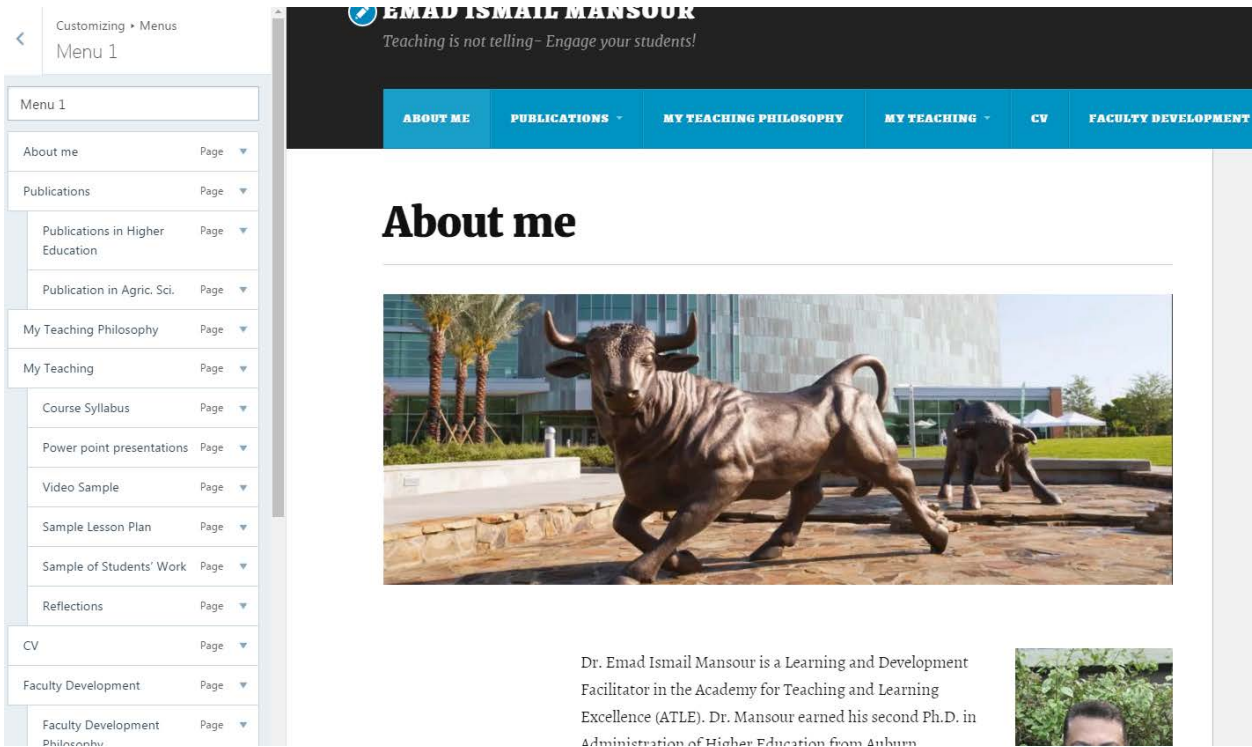 Customizing ▸ Menus
Menu 1
Menu 1
About me Page ▼
Publications Page ▼
Publications in Higher Page ▼
Education
Publication in Agric. Sci. Page ▼
My Teaching Philosophy Page ▼
My Teaching Page ▼
Course Syllabus Page ▼
Power point presentations Page ▼
Video Sample Page ▼
Sample Lesson Plan Page ▼
Sample of Students' Work Page ▼
Reflections Page ▼
CV Page ▼
Faculty Development Page ▼
Faculty Development Page ▼
Philosophy
EMAD ISMAIL MANSOUR
Teaching is not telling– Engage your students!
ABOUT ME PUBLICATIONS MY TEACHING PHILOSOPHY MY TEACHING CV FACULTY DEVELOPMENT
About me
Dr. Emad Ismail Mansour is a Learning and Development
Facilitator in the Academy for Teaching and Learning
Excellence (ATLE). Dr. Mansour earned his second Ph.D. in
Administration of Higher Education from Auburn